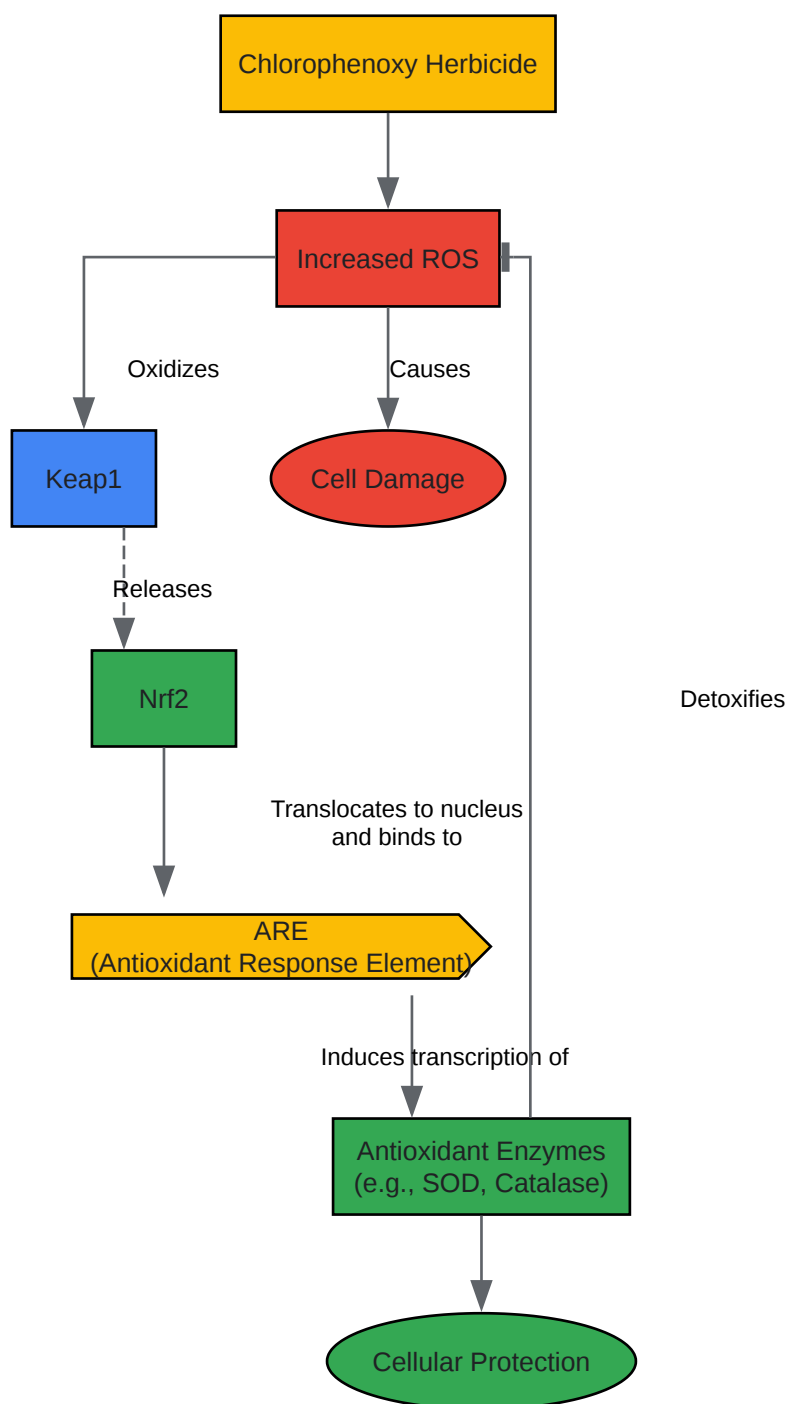 Chlorophenoxy Herbicide
Increased ROS
Oxidizes
Causes
Keap1
Cell Damage
Releases
Nrf2
Detoxifies
Translocates to nucleus
and binds to
ARE
(Antioxidant Response Element)
Induces transcription of
Antioxidant Enzymes
(e.g., SOD, Catalase)
Cellular Protection